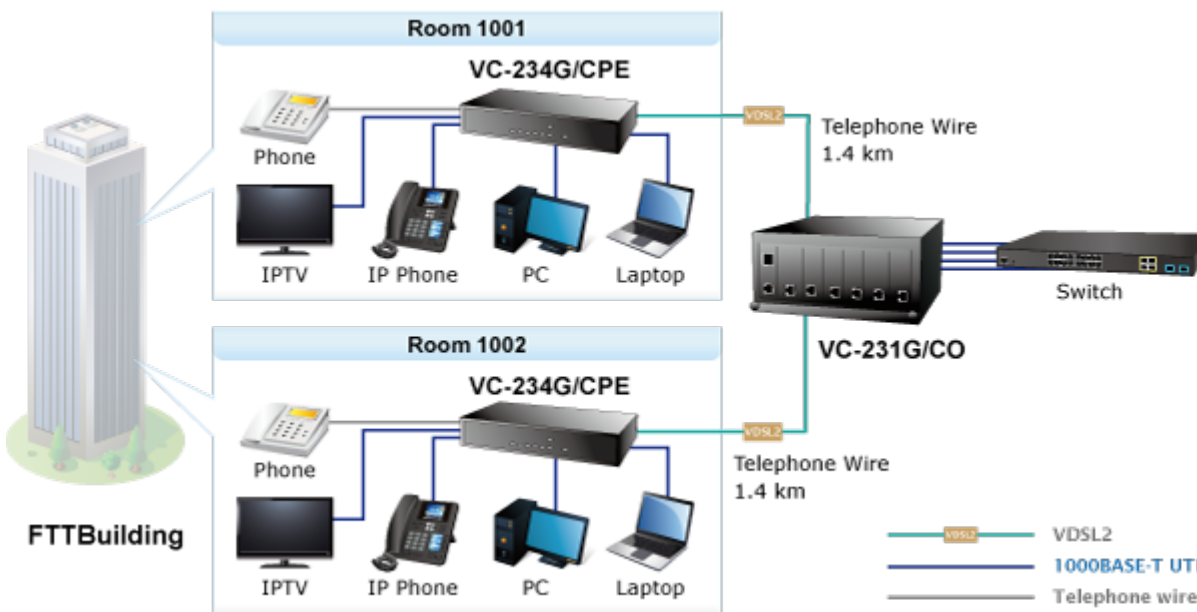 Room 1001
VC-234G/CPE
Phone
IPTV
IP Phone
PC
Laptop
VDSL2
Telephone Wire
1.4 km
VC-231G/CO
Switch
Room 1002
VC-234G/CPE
Phone
IPTV
IP Phone
PC
Laptop
VDSL2
Telephone Wire
1.4 km
FTTBuilding
VDSL2
VDSL2
1000BASE-T UT
Telephone wire